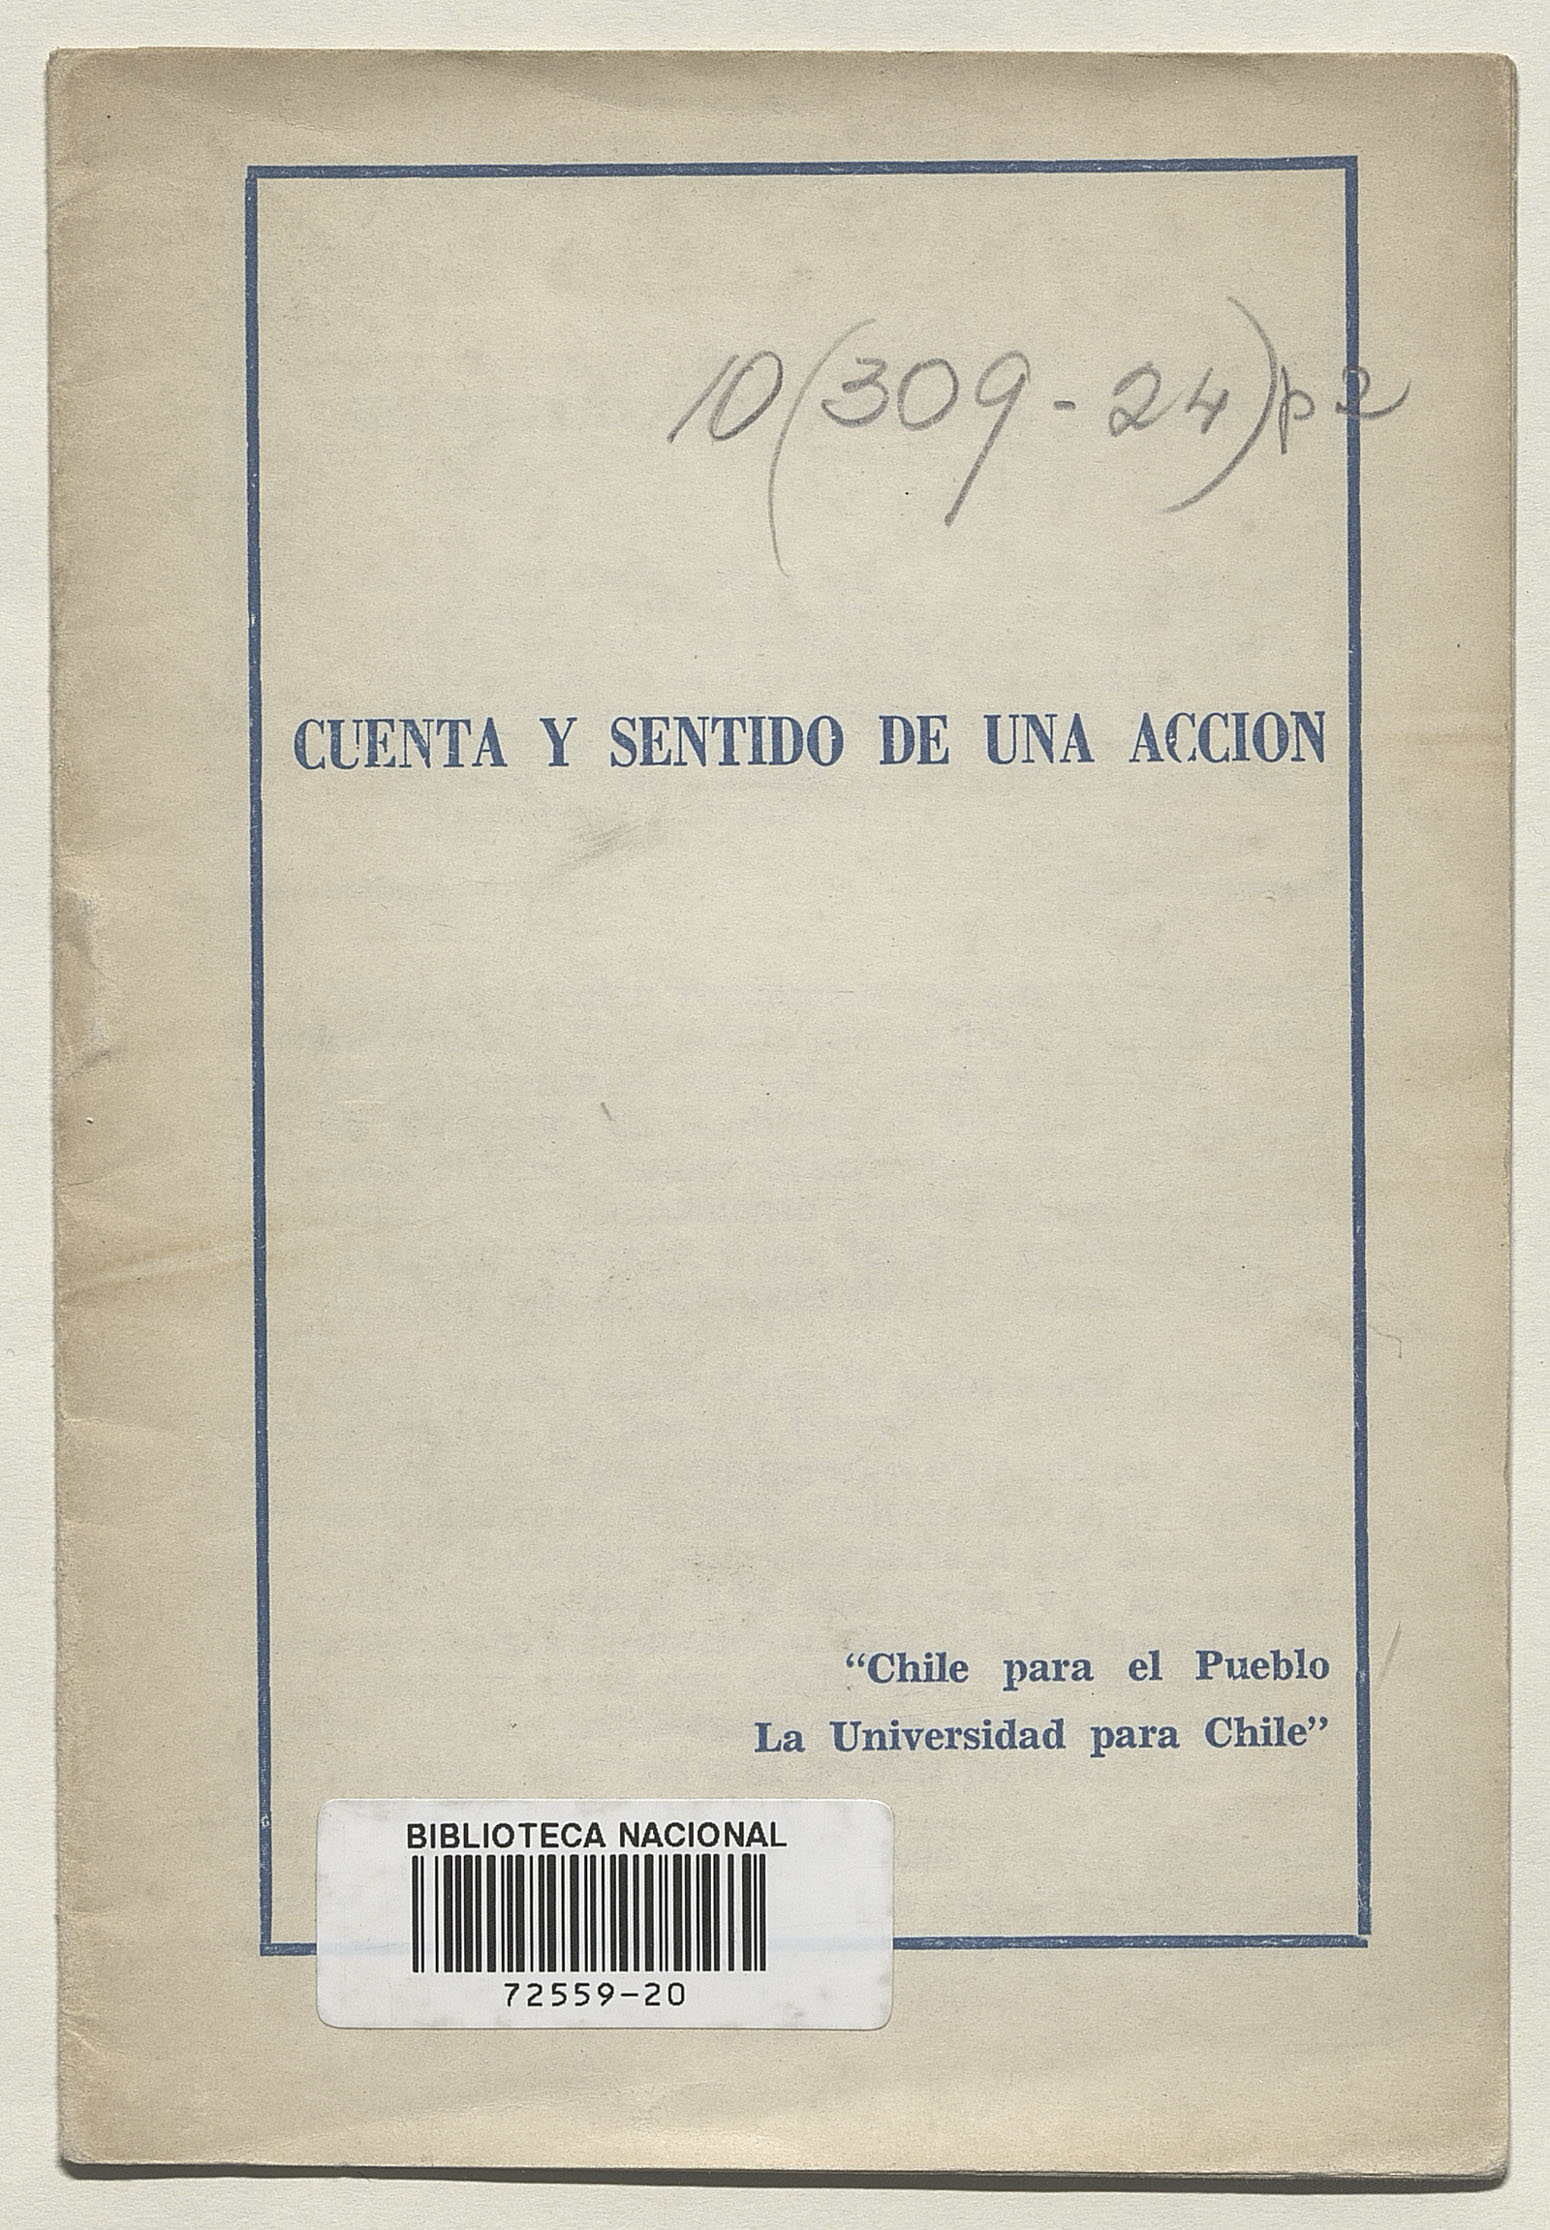 10(309-24)p2
CUENTA Y SENTIDO DE UNA ACCION
“Chile para el Pueblo
La Universidad para Chile”
BIBLIOTECA NACIONAL
72559-20